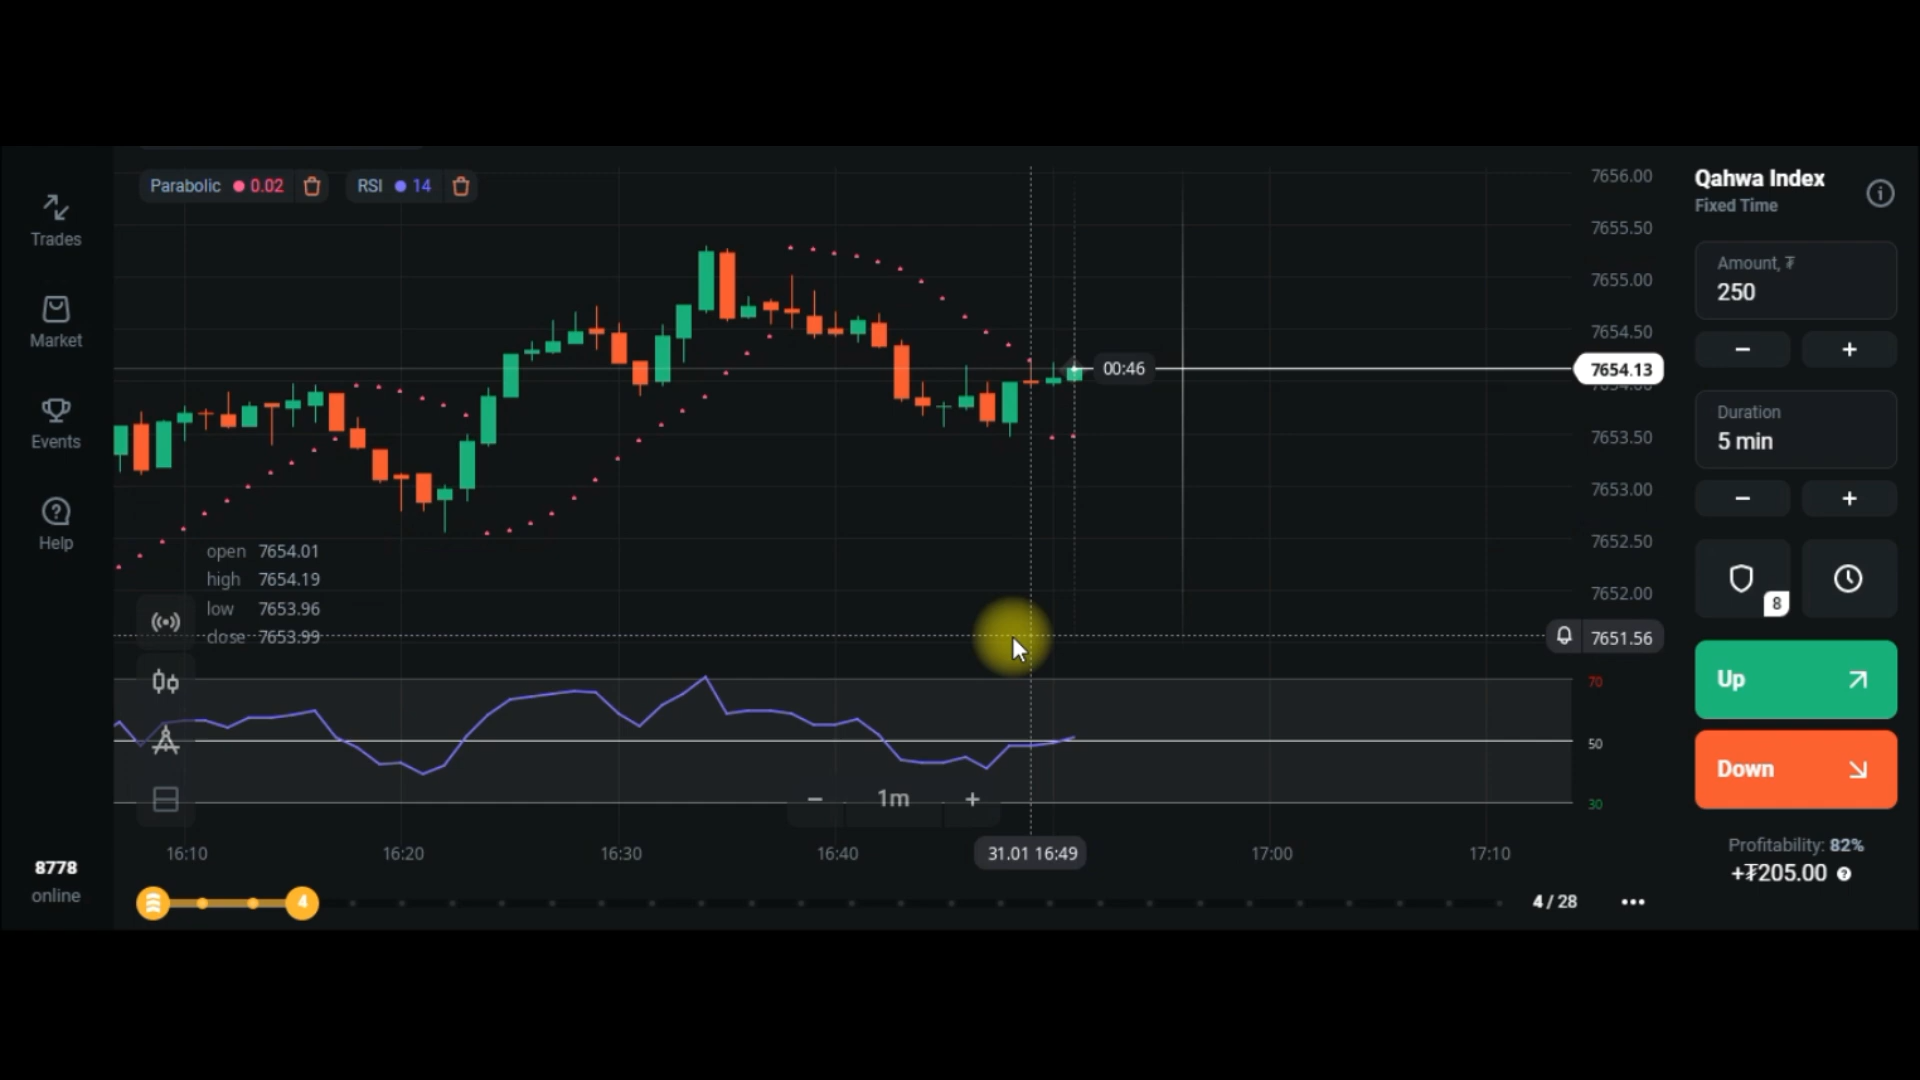 Parabolic 0.02 RSI 14
Trades
Market
Events
Help
8778
online
open 7654.01
high 7654.19
low 7653.96
close 7653.99
00:46
7656.00
7655.50
7655.00
7654.50
7654.13
7653.50
7653.00
7652.50
7652.00
7651.56
70
50
30
− 1m +
16:10 16:20 16:30 16:40 31.01 16:49 17:00 17:10
4
4 / 28
Qahwa Index
Fixed Time
Amount, ₮
250
− +
Duration
5 min
− +
8
Up
Down
Profitability: 82%
+₮205.00